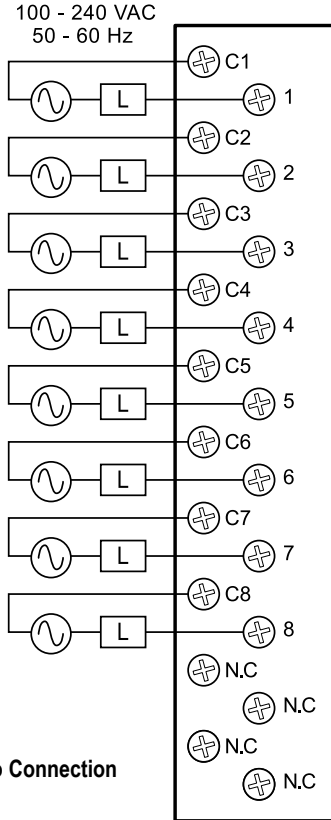 100 - 240 VAC
50 - 60 Hz
C1
L
1
C2
L
2
C3
L
3
C4
L
4
C5
L
5
C6
L
6
C7
L
7
C8
L
8
N.C
N.C
N.C
Connection
N.C